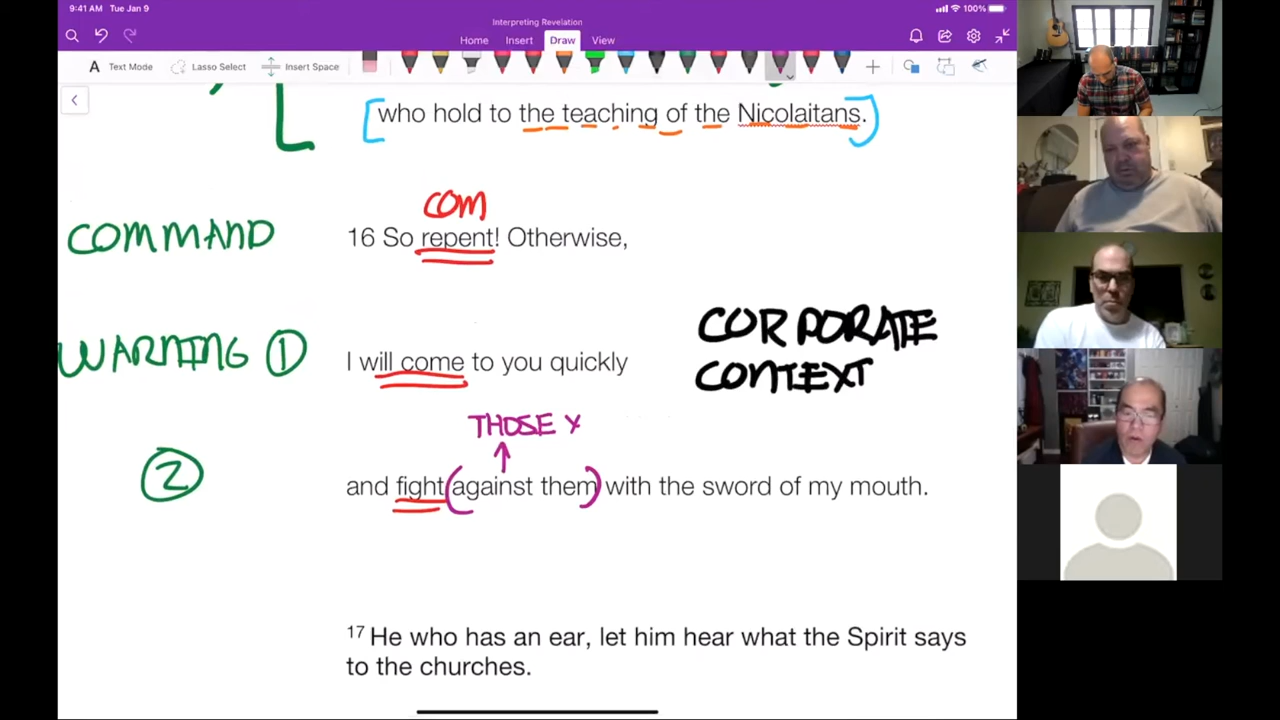 9:41 AM Tue Jan 9
100%
Interpreting Revelation
Home Insert Draw View
A Text Mode Lasso Select Insert Space
who hold to the teaching of the Nicolaitans.
COM
COMMAND 16 So repent! Otherwise,
CORPORATE
WARNING ① I will come to you quickly
CONTEXT
THOSE X
② and fight (against them) with the sword of my mouth.
17 He who has an ear, let him hear what the Spirit says
to the churches.